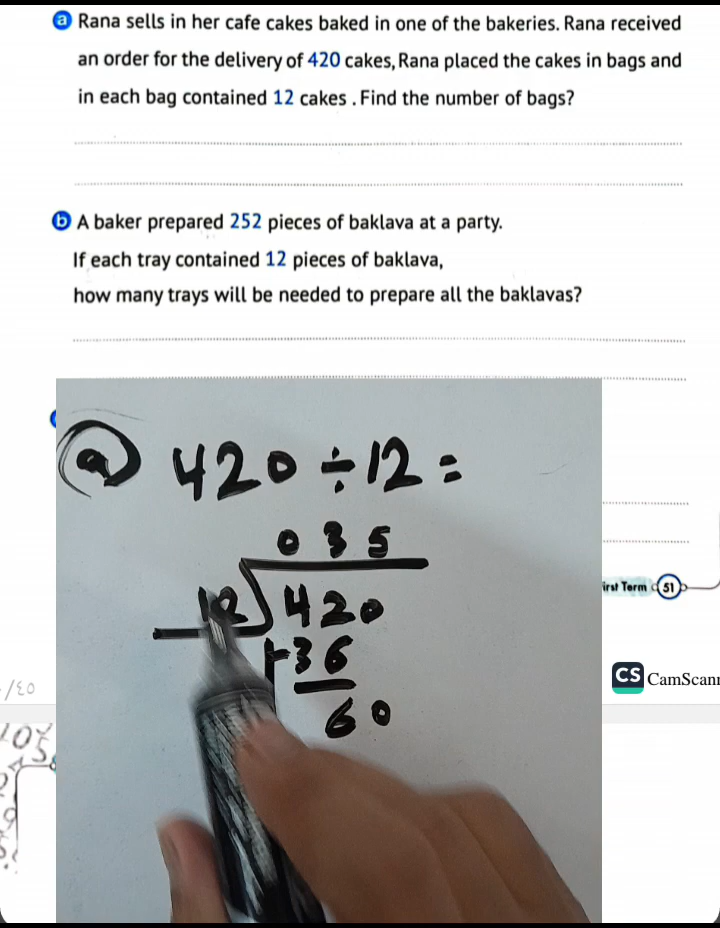 a Rana sells in her cafe cakes baked in one of the bakeries. Rana received
an order for the delivery of 420 cakes, Rana placed the cakes in bags and
in each bag contained 12 cakes . Find the number of bags?
b A baker prepared 252 pieces of baklava at a party.
If each tray contained 12 pieces of baklava,
how many trays will be needed to prepare all the baklavas?
a 420 ÷ 12 =
035
12 420
-36
60
irst Term 51
CS CamScann